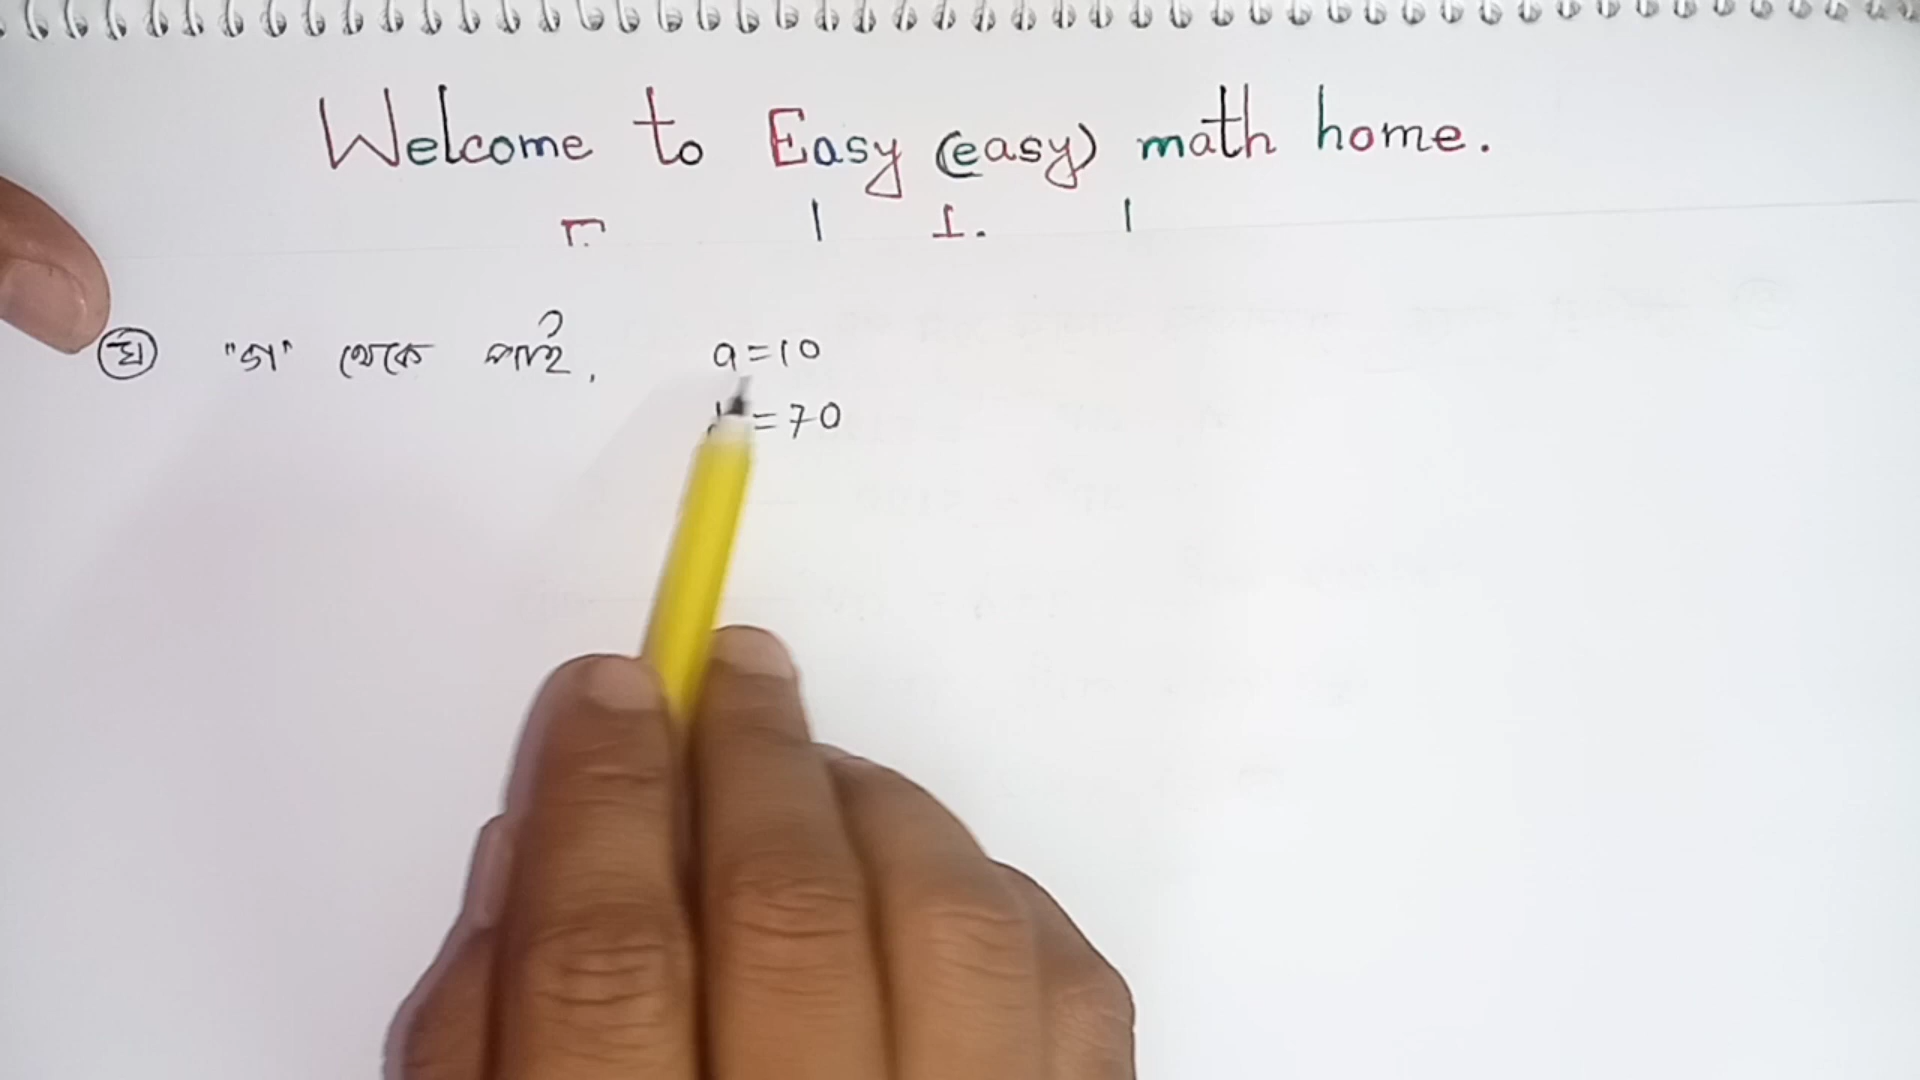 Welcome to Easy (easy) math home.
ঘ "গ" থেকে পাই, a=10
=70